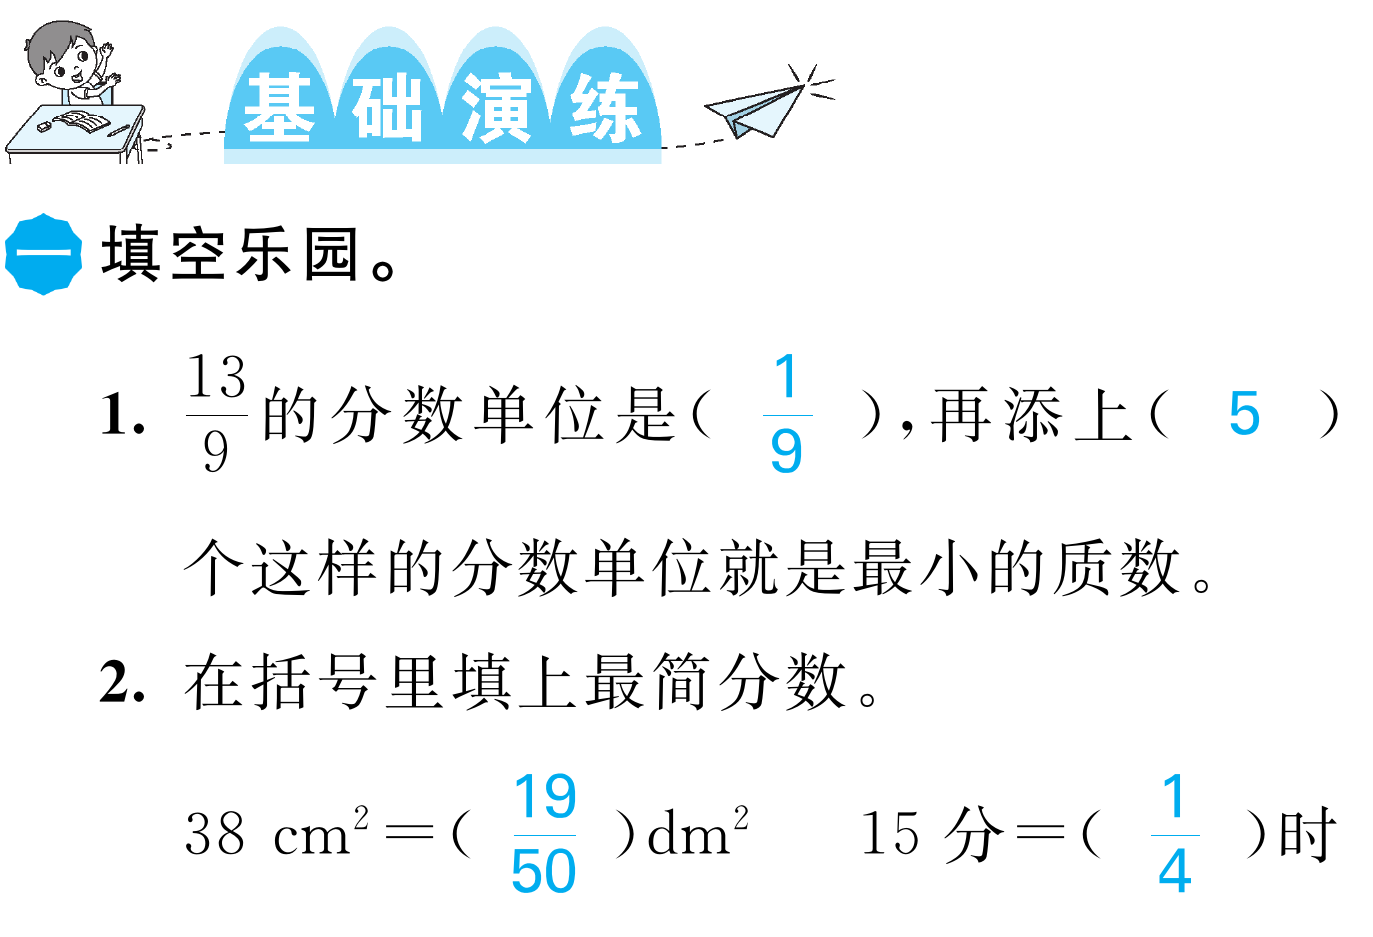 基础演练
一 填空乐园。
1. 13/9的分数单位是( 1/9 ),再添上( 5 )
个这样的分数单位就是最小的质数。
2. 在括号里填上最简分数。
38 cm²=( 19/50 )dm² 15 分=( 1/4 )时